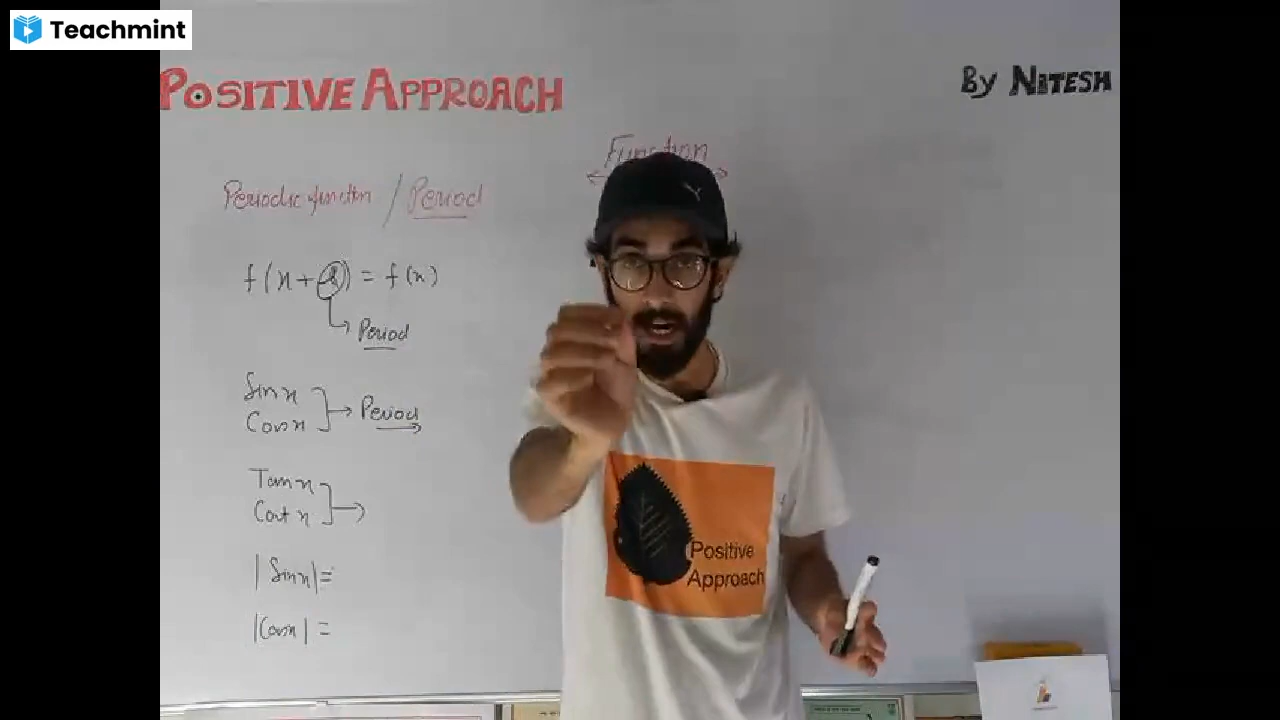 Teachmint
POSITIVE APPROACH
By NITESH
Function
Periodic function / Period
f(x + ) = f(x)
Period
Sin x
Cos x
Period
Tan x
Cot x
| Sin x | =
| Cos x | =
Positive
Approach